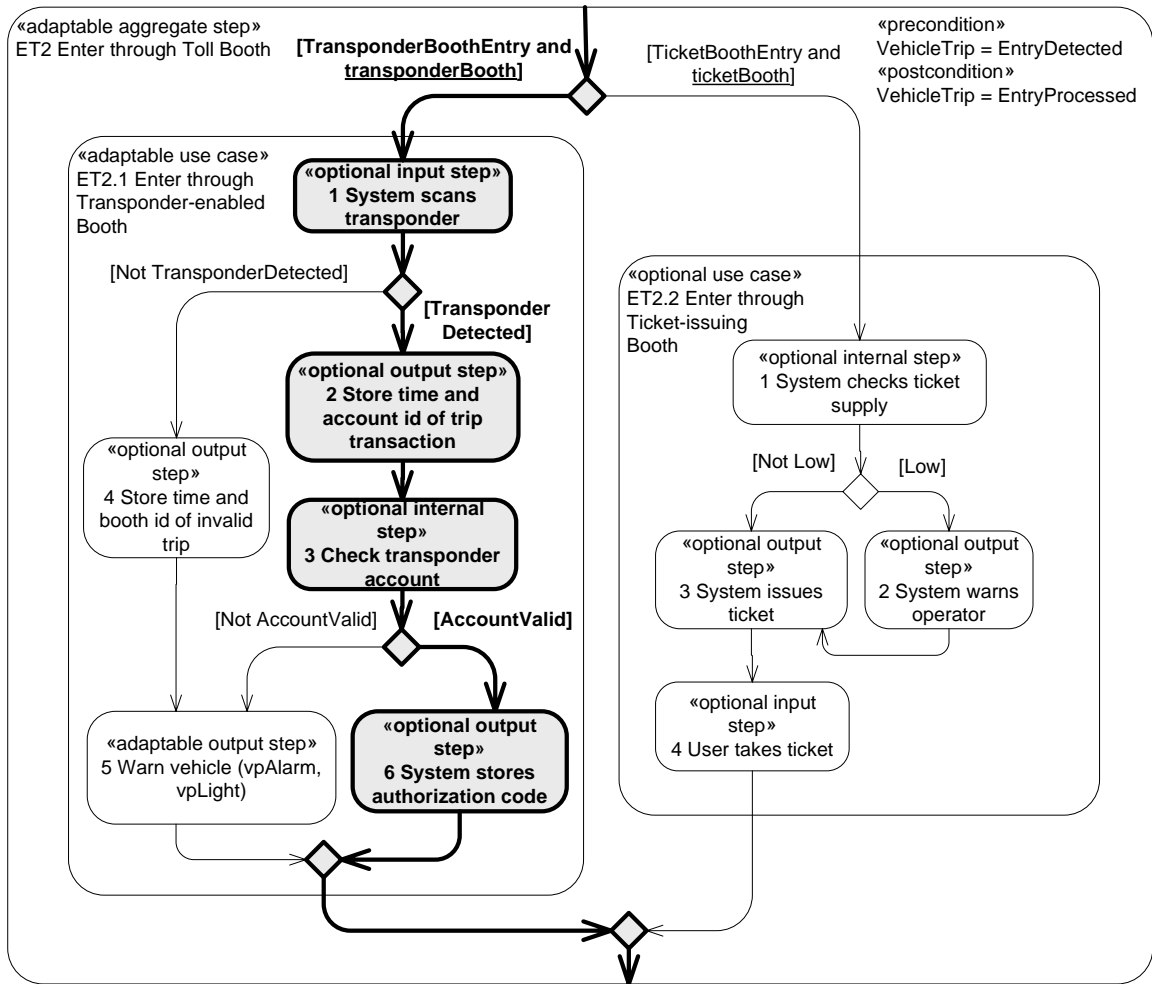 «adaptable aggregate step»
ET2 Enter through Toll Booth
[TransponderBoothEntry and
transponderBooth]
[TicketBoothEntry and
ticketBooth]
«precondition»
VehicleTrip = EntryDetected
«postcondition»
VehicleTrip = EntryProcessed
«adaptable use case»
ET2.1 Enter through
Transponder-enabled
Booth
«optional input step»
1 System scans
transponder
[Not TransponderDetected]
[Transponder
Detected]
«optional output step»
2 Store time and
account id of trip
transaction
«optional output
step»
4 Store time and
booth id of invalid
trip
«optional internal
step»
3 Check transponder
account
[Not AccountValid]
[AccountValid]
«adaptable output step»
5 Warn vehicle (vpAlarm,
vpLight)
«optional output
step»
6 System stores
authorization code
«optional use case»
ET2.2 Enter through
Ticket-issuing
Booth
«optional internal step»
1 System checks ticket
supply
[Not Low]
[Low]
«optional output
step»
3 System issues
ticket
«optional output
step»
2 System warns
operator
«optional input
step»
4 User takes ticket